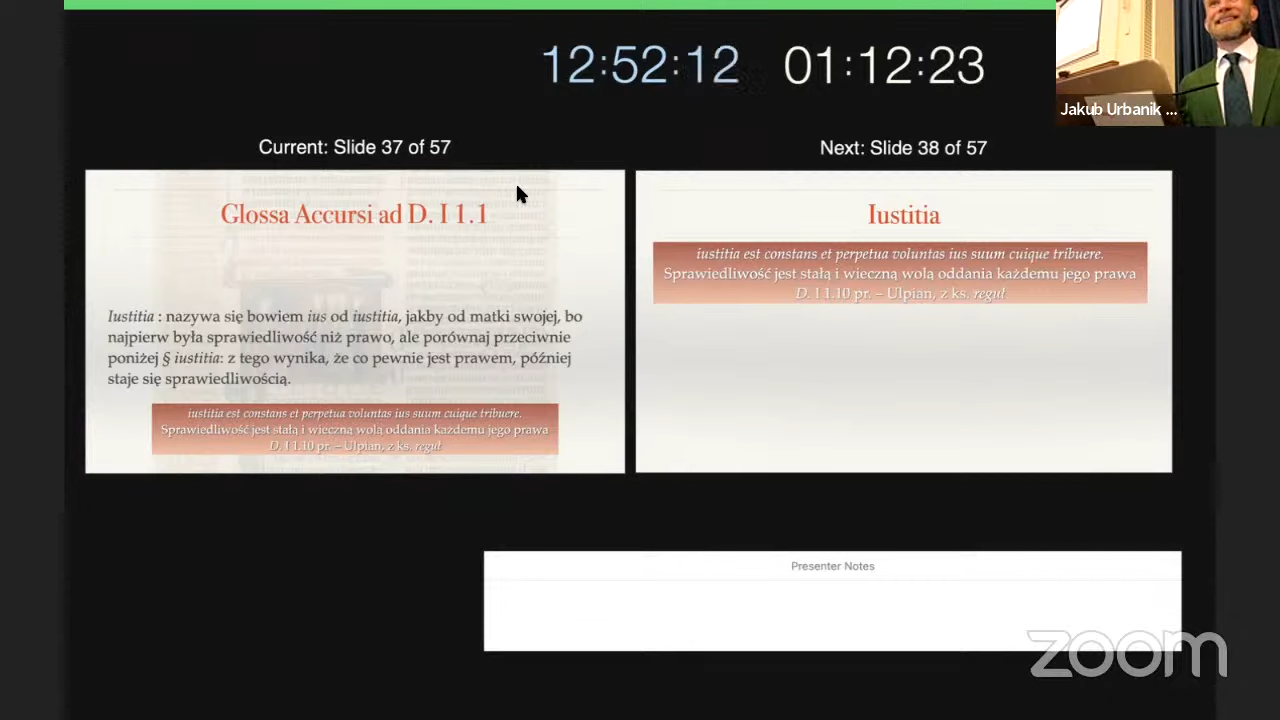 12:52:12 01:12:23
Jakub Urbanik ...
Current: Slide 37 of 57
Next: Slide 38 of 57
Glossa Accursi ad D. I 1.1
Iustitia : nazywa się bowiem ius od iustitia, jakby od matki swojej, bo
najpierw była sprawiedliwość niż prawo, ale porównaj przeciwnie
poniżej § iustitia: z tego wynika, że co pewnie jest prawem, później
staje się sprawiedliwością.
iustitia est constans et perpetua voluntas ius suum cuique tribuere.
Sprawiedliwość jest stałą i wieczną wolą oddania każdemu jego prawa
D. I 1.10 pr. – Ulpian, z ks. reguł
Iustitia
iustitia est constans et perpetua voluntas ius suum cuique tribuere.
Sprawiedliwość jest stałą i wieczną wolą oddania każdemu jego prawa
D. I 1.10 pr. – Ulpian, z ks. reguł
Presenter Notes
zoom